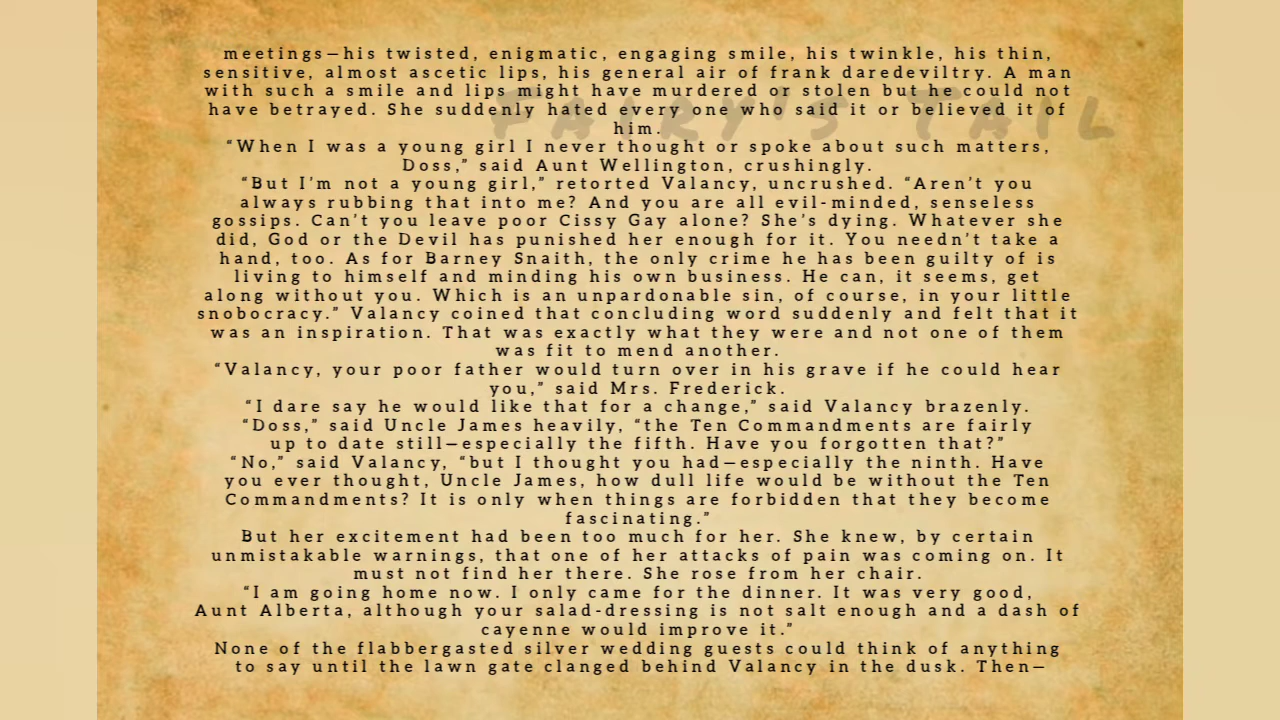 meetings—his twisted, enigmatic, engaging smile, his twinkle, his thin,
sensitive, almost ascetic lips, his general air of frank daredeviltry. A man
with such a smile and lips might have murdered or stolen but he could not
have betrayed. She suddenly hated every one who said it or believed it of
him.
FAIRY'S TAIL
“When I was a young girl I never thought or spoke about such matters,
Doss,” said Aunt Wellington, crushingly.
“But I’m not a young girl,” retorted Valancy, uncrushed. “Aren’t you
always rubbing that into me? And you are all evil-minded, senseless
gossips. Can’t you leave poor Cissy Gay alone? She’s dying. Whatever she
did, God or the Devil has punished her enough for it. You needn’t take a
hand, too. As for Barney Snaith, the only crime he has been guilty of is
living to himself and minding his own business. He can, it seems, get
along without you. Which is an unpardonable sin, of course, in your little
snobocracy.” Valancy coined that concluding word suddenly and felt that it
was an inspiration. That was exactly what they were and not one of them
was fit to mend another.
“Valancy, your poor father would turn over in his grave if he could hear
you,” said Mrs. Frederick.
“I dare say he would like that for a change,” said Valancy brazenly.
“Doss,” said Uncle James heavily, “the Ten Commandments are fairly
up to date still—especially the fifth. Have you forgotten that?”
“No,” said Valancy, “but I thought you had—especially the ninth. Have
you ever thought, Uncle James, how dull life would be without the Ten
Commandments? It is only when things are forbidden that they become
fascinating.”
But her excitement had been too much for her. She knew, by certain
unmistakable warnings, that one of her attacks of pain was coming on. It
must not find her there. She rose from her chair.
“I am going home now. I only came for the dinner. It was very good,
Aunt Alberta, although your salad-dressing is not salt enough and a dash of
cayenne would improve it.”
None of the flabbergasted silver wedding guests could think of anything
to say until the lawn gate clanged behind Valancy in the dusk. Then—